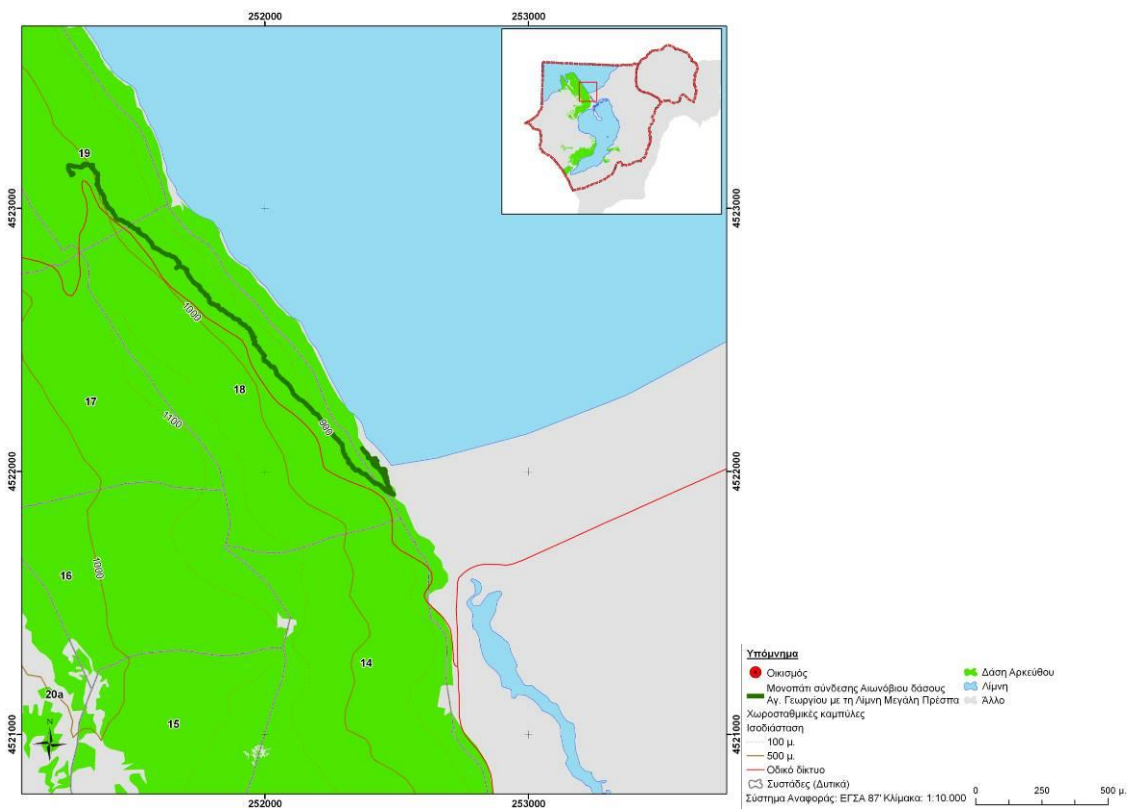 252000
253000
4523000
4523000
19
1000
18
17
900
1100
4522000
4522000
16
1000
14
20a
N
15
4521000
4521000
252000
253000
Υπόμνημα
Οικισμός
Μονοπάτι σύνδεσης Αιωνόβιου δάσους
Αγ. Γεωργίου με τη Λίμνη Μεγάλη Πρέσπα
Χωροσταθμικές καμπύλες
Ισοδιάσταση
100 μ.
500 μ.
Οδικό δίκτυο
Συστάδες (Δυτικά)
Δάση Αρκεύθου
Λίμνη
Άλλο
Σύστημα Αναφοράς: ΕΓΣΑ 87' Κλίμακα: 1:10.000
0 250 500 μ.